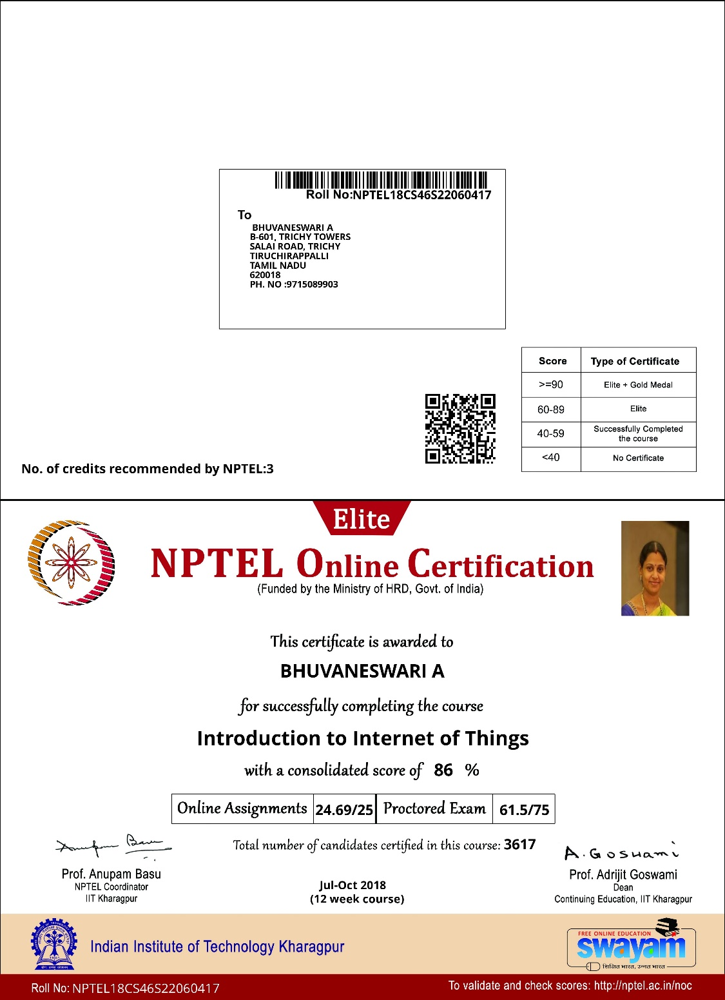 Roll No:NPTEL18CS46S22060417
To
BHUVANESWARI A
B-601, TRICHY TOWERS
SALAI ROAD, TRICHY
TIRUCHIRAPPALLI
TAMIL NADU
620018
PH. NO :9715089903
Score Type of Certificate
>=90 Elite + Gold Medal
60-89 Elite
40-59 Successfully Completed
the course
<40 No Certificate
No. of credits recommended by NPTEL:3
Elite
NPTEL Online Certification
(Funded by the Ministry of HRD, Govt. of India)
This certificate is awarded to
BHUVANESWARI A
for successfully completing the course
Introduction to Internet of Things
with a consolidated score of 86 %
Online Assignments 24.69/25 Proctored Exam 61.5/75
Total number of candidates certified in this course: 3617
Anupam Basu
A. Goswami
Prof. Anupam Basu
NPTEL Coordinator
IIT Kharagpur
Jul-Oct 2018
(12 week course)
Prof. Adrijit Goswami
Dean
Continuing Education, IIT Kharagpur
Indian Institute of Technology Kharagpur
FREE ONLINE EDUCATION
swayam
शिक्षित भारत, उन्नत भारत
Roll No: NPTEL18CS46S22060417
To validate and check scores: http://nptel.ac.in/noc